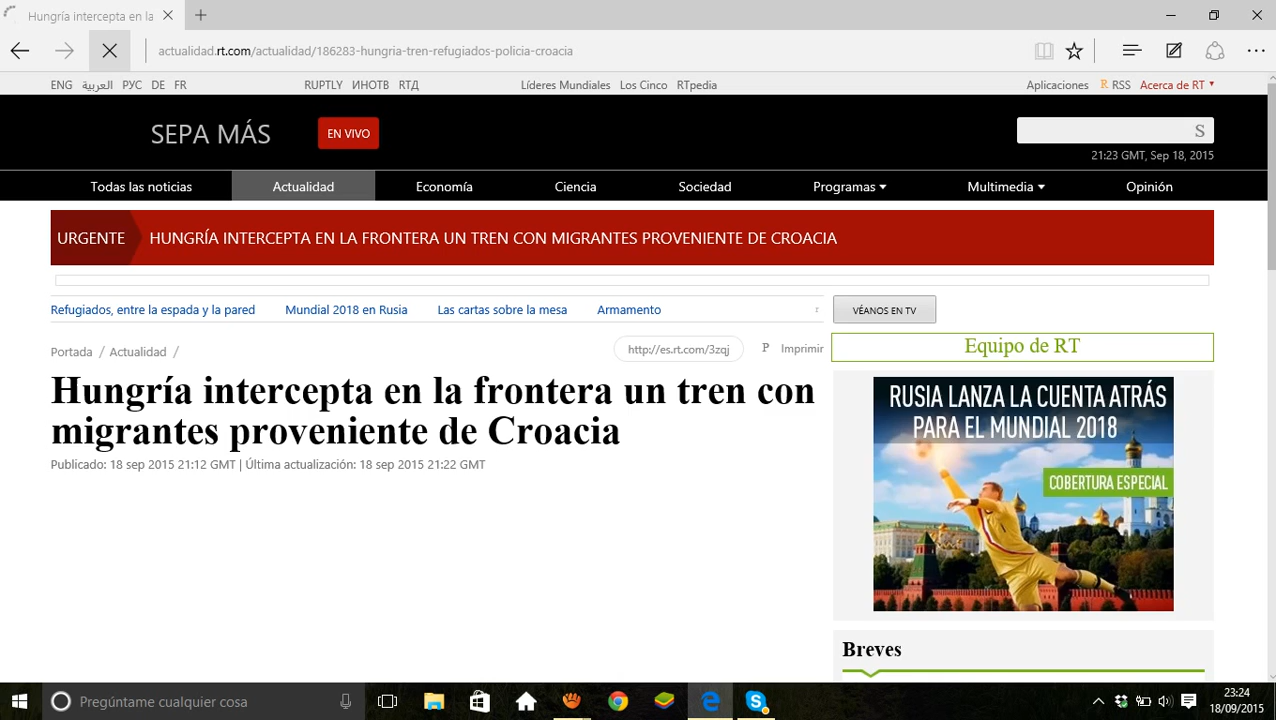 Hungría intercepta en la
actualidad.rt.com/actualidad/186283-hungria-tren-refugiados-policia-croacia
ENG العربية РУС DE FR RUPTLY ИНОТВ RTД Líderes Mundiales Los Cinco RTpedia Aplicaciones R RSS Acerca de RT
SEPA MÁS EN VIVO S
21:23 GMT, Sep 18, 2015
Todas las noticias Actualidad Economía Ciencia Sociedad Programas Multimedia Opinión
URGENTE HUNGRÍA INTERCEPTA EN LA FRONTERA UN TREN CON MIGRANTES PROVENIENTE DE CROACIA
Refugiados, entre la espada y la pared Mundial 2018 en Rusia Las cartas sobre la mesa Armamento VÉANOS EN TV
Portada / Actualidad / http://es.rt.com/3zqj P Imprimir
Equipo de RT
Hungría intercepta en la frontera un tren con
migrantes proveniente de Croacia
Publicado: 18 sep 2015 21:12 GMT | Última actualización: 18 sep 2015 21:22 GMT
RUSIA LANZA LA CUENTA ATRÁS
PARA EL MUNDIAL 2018
COBERTURA ESPECIAL
Breves
Pregúntame cualquier cosa
23:24
18/09/2015